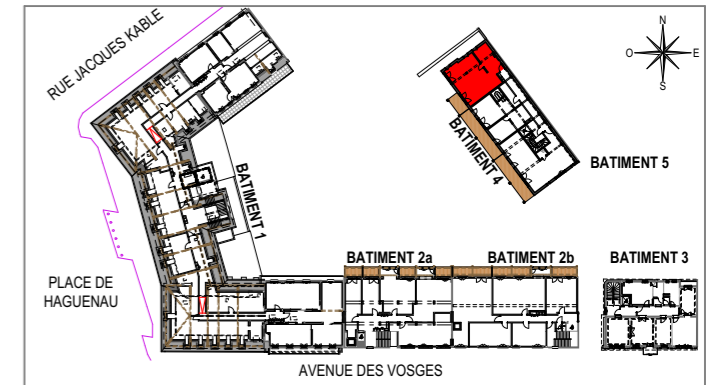 RUE JACQUES KABLE
N
O
E
S
BATIMENT 4
BATIMENT 5
BATIMENT 1
BATIMENT 2a
BATIMENT 2b
BATIMENT 3
PLACE DE
HAGUENAU
AVENUE DES VOSGES